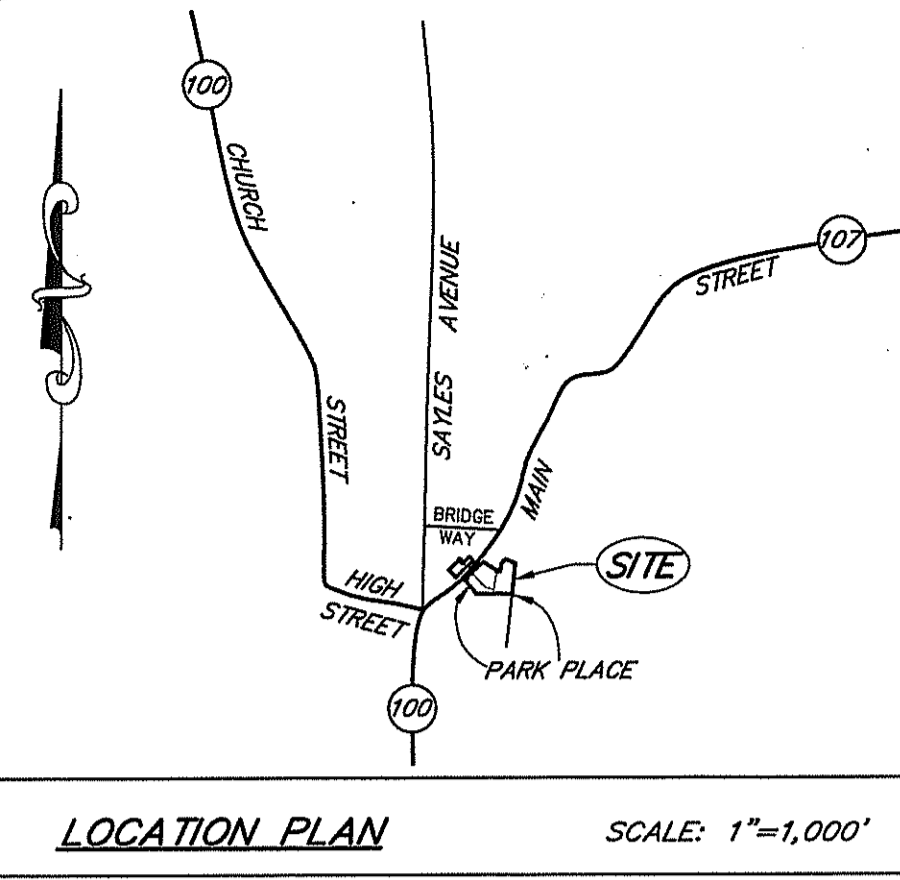 100
CHURCH
STREET
SAYLES AVENUE
107
MAIN STREET
BRIDGE
WAY
SITE
HIGH
STREET
PARK PLACE
100
LOCATION PLAN
SCALE: 1"=1,000'